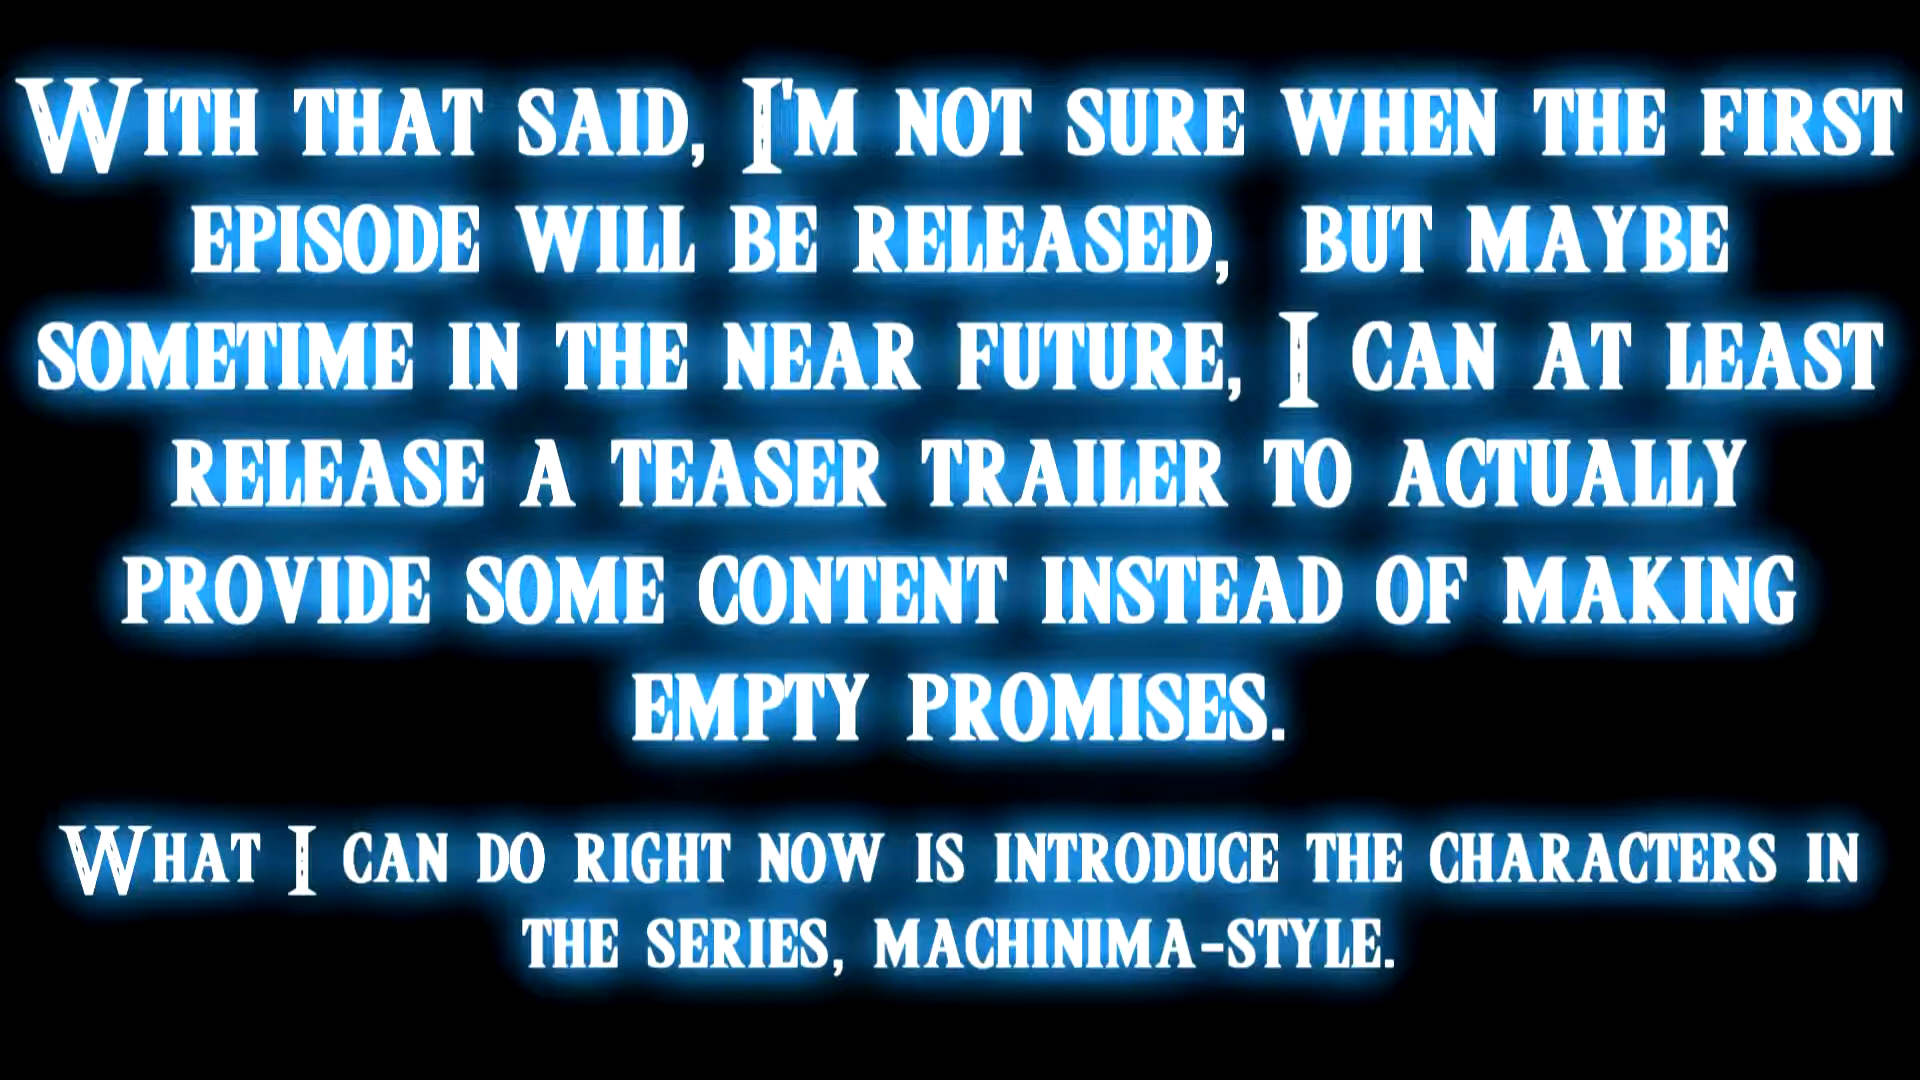 With that said, I'm not sure when the first
episode will be released,  but maybe
sometime in the near future, I can at least
release a teaser trailer to actually
provide some content instead of making
empty promises.
What I can do right now is introduce the characters in
the series, machinima-style.